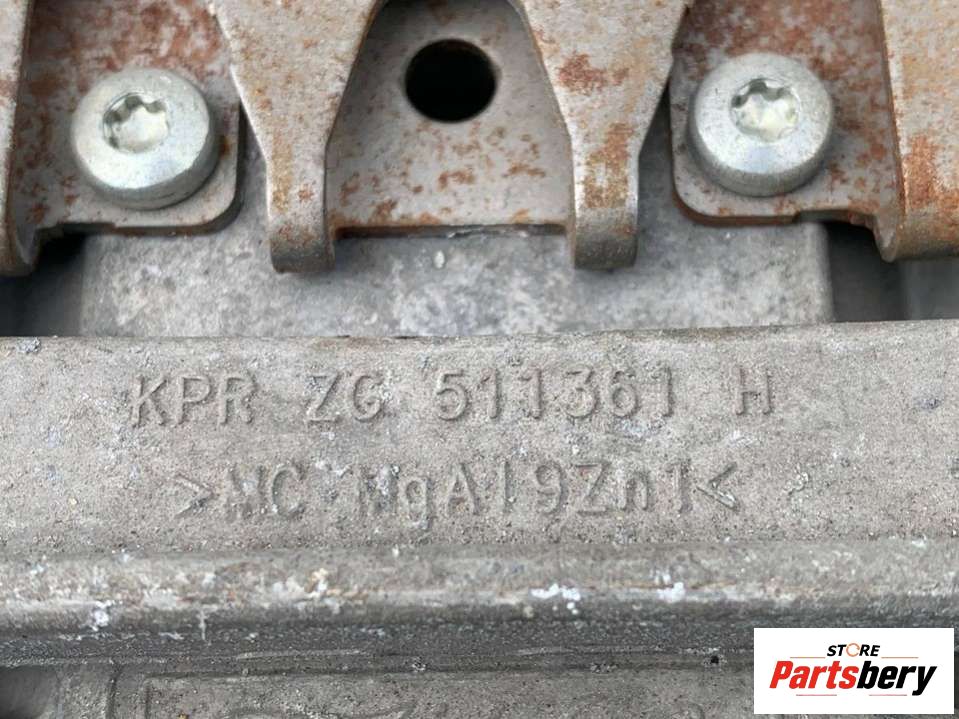 KPR ZG 511361 H
>MC MgAl9Zn1<
STORE
Partsbery